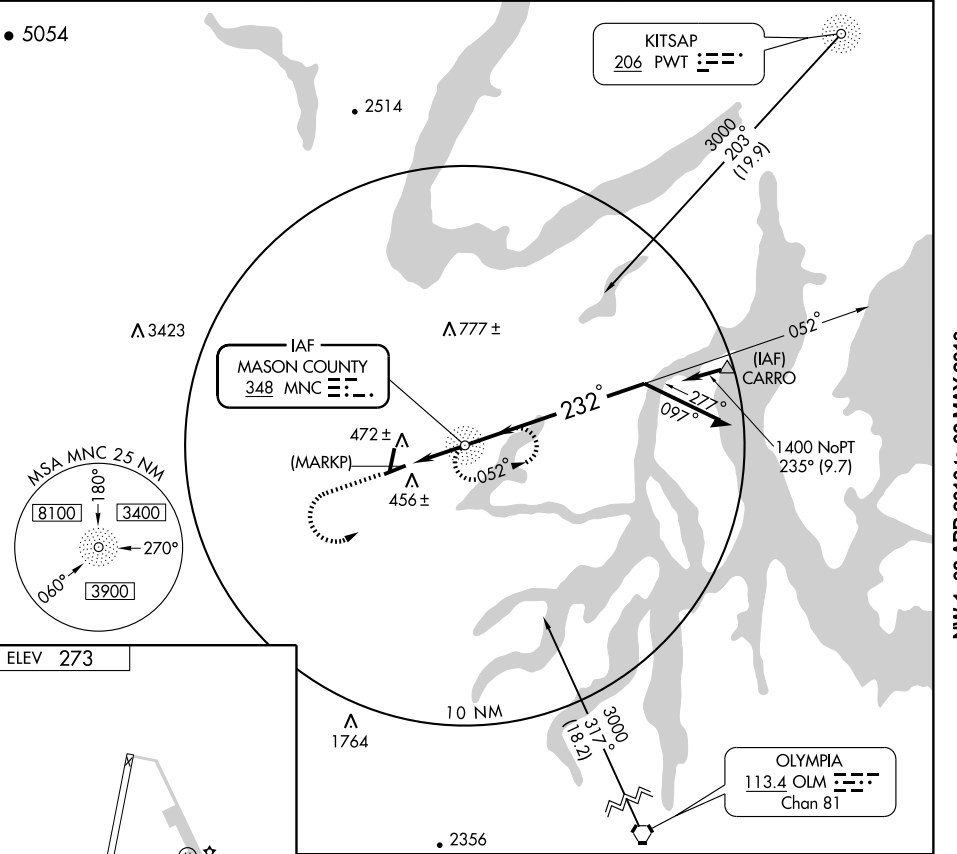 5054
KITSAP
206 PWT
2514
3000
203°
(19.9)
3423
777 ±
052°
IAF
MASON COUNTY
348 MNC
(IAF)
CARRO
232°
277°
097°
472 ±
(MARKP)
052°
456 ±
1400 NoPT
235° (9.7)
MSA MNC 25 NM
180°
8100
3400
270°
060°
3900
ELEV 273
10 NM
1764
3000
317°
(18.2)
OLYMPIA
113.4 OLM
Chan 81
2356